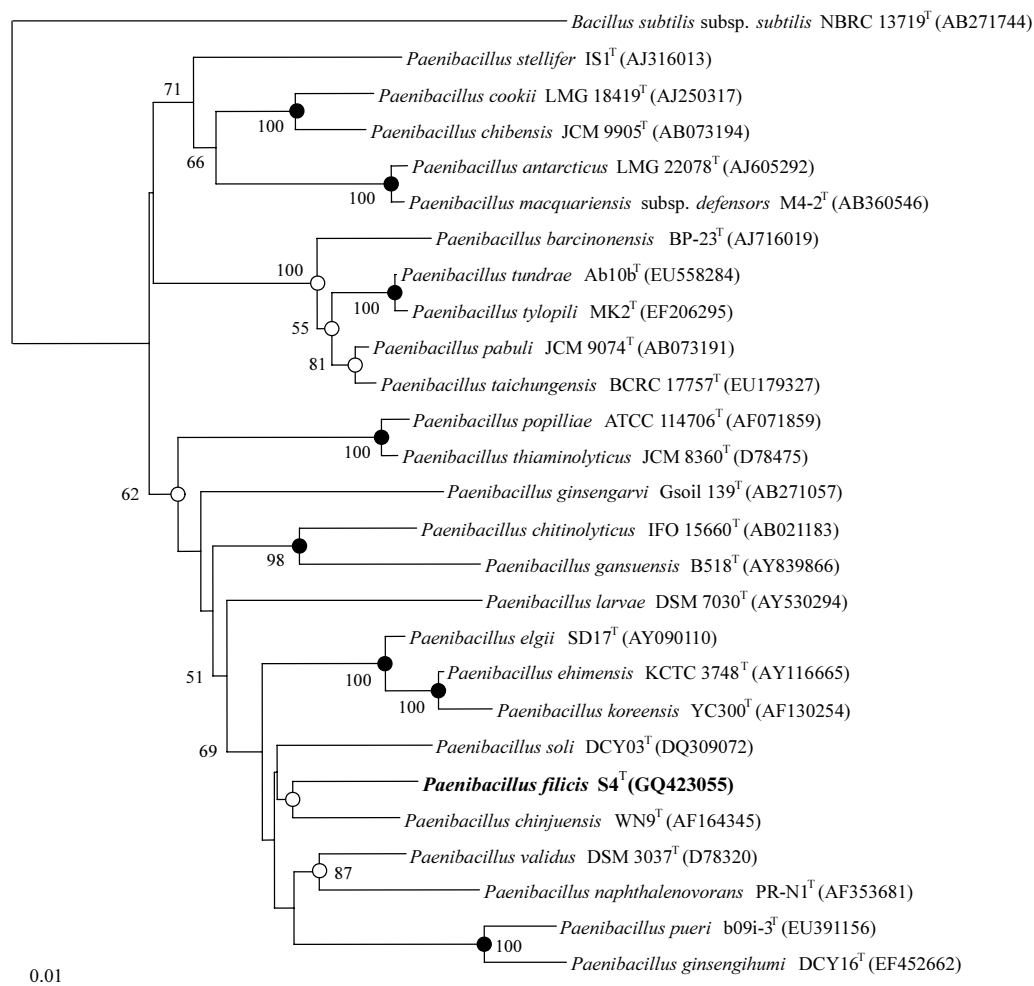 Bacillus subtilis subsp. subtilis NBRC 13719T (AB271744)
Paenibacillus stellifer IS1T (AJ316013)
71
Paenibacillus cookii LMG 18419T (AJ250317)
100
Paenibacillus chibensis JCM 9905T (AB073194)
66
Paenibacillus antarcticus LMG 22078T (AJ605292)
100
Paenibacillus macquariensis subsp. defensors M4-2T (AB360546)
Paenibacillus barcinonensis BP-23T (AJ716019)
100
Paenibacillus tundrae Ab10bT (EU558284)
100
Paenibacillus tylopili MK2T (EF206295)
55
Paenibacillus pabuli JCM 9074T (AB073191)
81
Paenibacillus taichungensis BCRC 17757T (EU179327)
Paenibacillus popilliae ATCC 114706T (AF071859)
100
Paenibacillus thiaminolyticus JCM 8360T (D78475)
62
Paenibacillus ginsengarvi Gsoil 139T (AB271057)
Paenibacillus chitinolyticus IFO 15660T (AB021183)
98
Paenibacillus gansuensis B518T (AY839866)
Paenibacillus larvae DSM 7030T (AY530294)
51
Paenibacillus elgii SD17T (AY090110)
100
Paenibacillus ehimensis KCTC 3748T (AY116665)
100
Paenibacillus koreensis YC300T (AF130254)
69
Paenibacillus soli DCY03T (DQ309072)
Paenibacillus filicis S4T (GQ423055)
Paenibacillus chinjuensis WN9T (AF164345)
Paenibacillus validus DSM 3037T (D78320)
87
Paenibacillus naphthalenovorans PR-N1T (AF353681)
Paenibacillus pueri b09i-3T (EU391156)
100
Paenibacillus ginsengihumi DCY16T (EF452662)
0.01